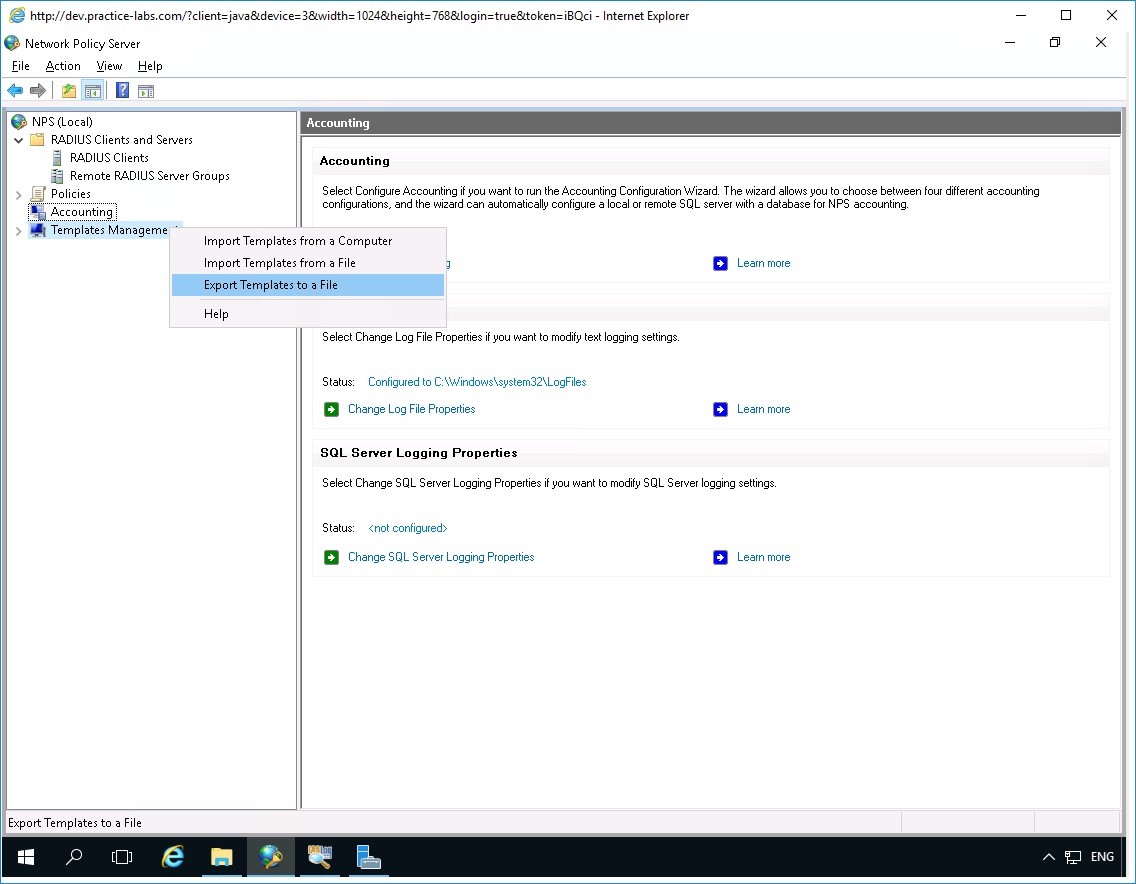 http://dev.practice-labs.com/?client=java&device=3&width=1024&height=768&login=true&token=iBQci - Internet Explorer
Network Policy Server
File Action View Help
NPS (Local)
RADIUS Clients and Servers
RADIUS Clients
Remote RADIUS Server Groups
Policies
Accounting
Templates Management
Import Templates from a Computer
Import Templates from a File
Export Templates to a File
Help
Accounting
Accounting
Select Configure Accounting if you want to run the Accounting Configuration Wizard. The wizard allows you to choose between four different accounting
configurations, and the wizard can automatically configure a local or remote SQL server with a database for NPS accounting.
g Learn more
Select Change Log File Properties if you want to modify text logging settings.
Status: Configured to C:\Windows\system32\LogFiles
Change Log File Properties Learn more
SQL Server Logging Properties
Select Change SQL Server Logging Properties if you want to modify SQL Server logging settings.
Status: <not configured>
Change SQL Server Logging Properties Learn more
Export Templates to a File
ENG